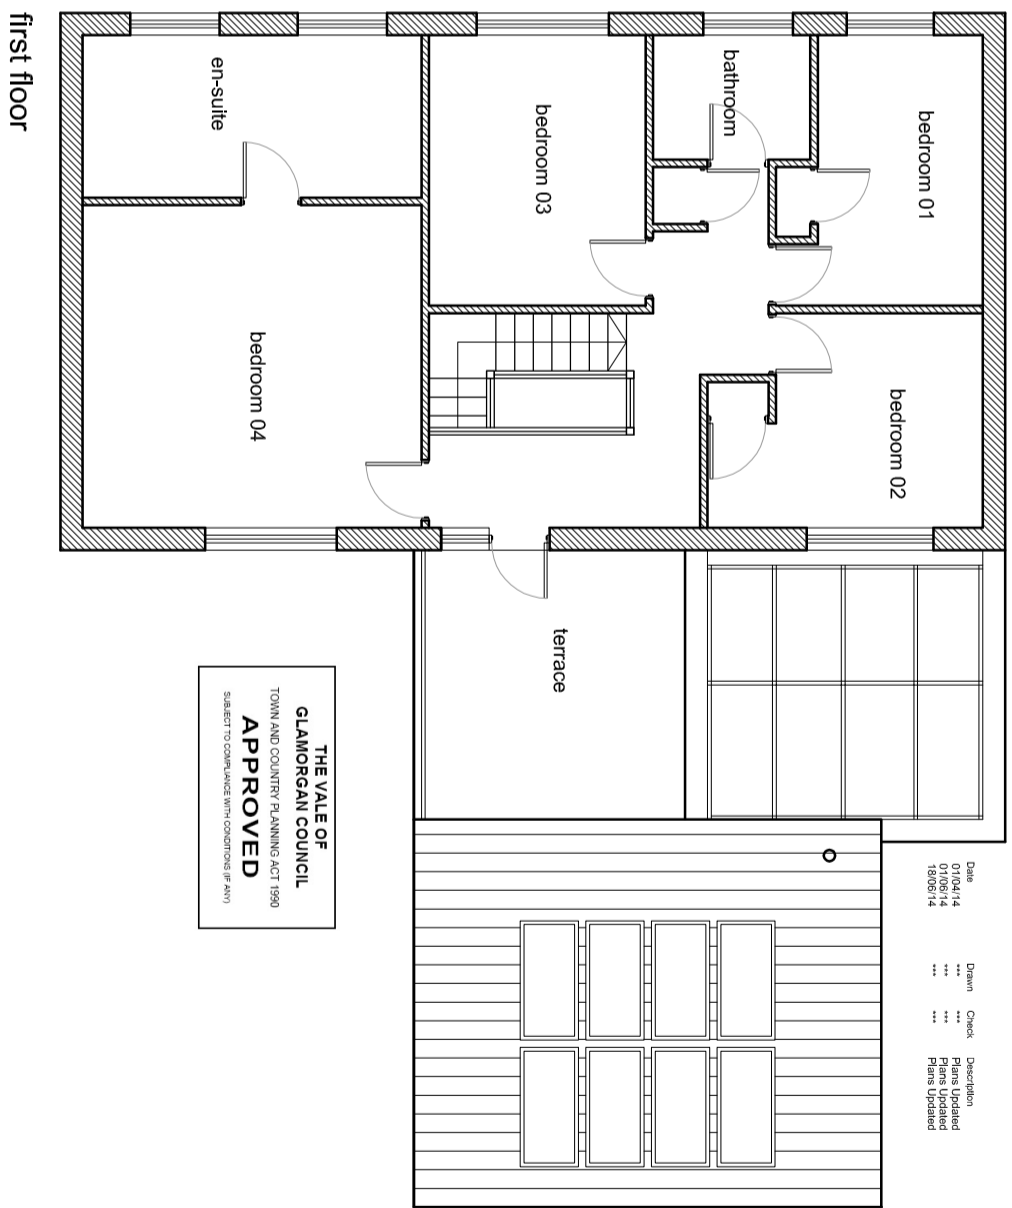 Date Drawn Check Description
01/04/14 *** *** Plans Updated
01/06/14 *** *** Plans Updated
18/06/14 *** *** Plans Updated
bedroom 01
bedroom 02
bathroom
bedroom 03
terrace
en-suite
bedroom 04
THE VALE OF
GLAMORGAN COUNCIL
TOWN AND COUNTRY PLANNING ACT 1990
APPROVED
SUBJECT TO COMPLIANCE WITH CONDITIONS (IF ANY)
first floor